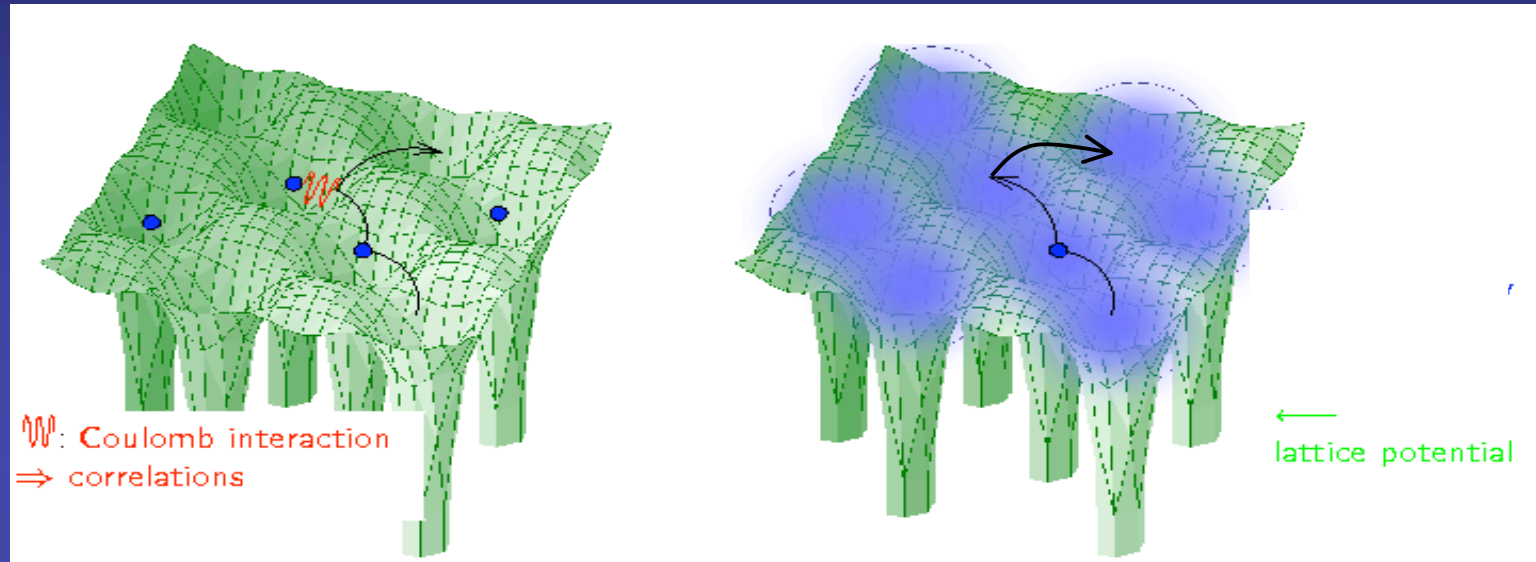 : Coulomb interaction
⇒ correlations
←
lattice potential